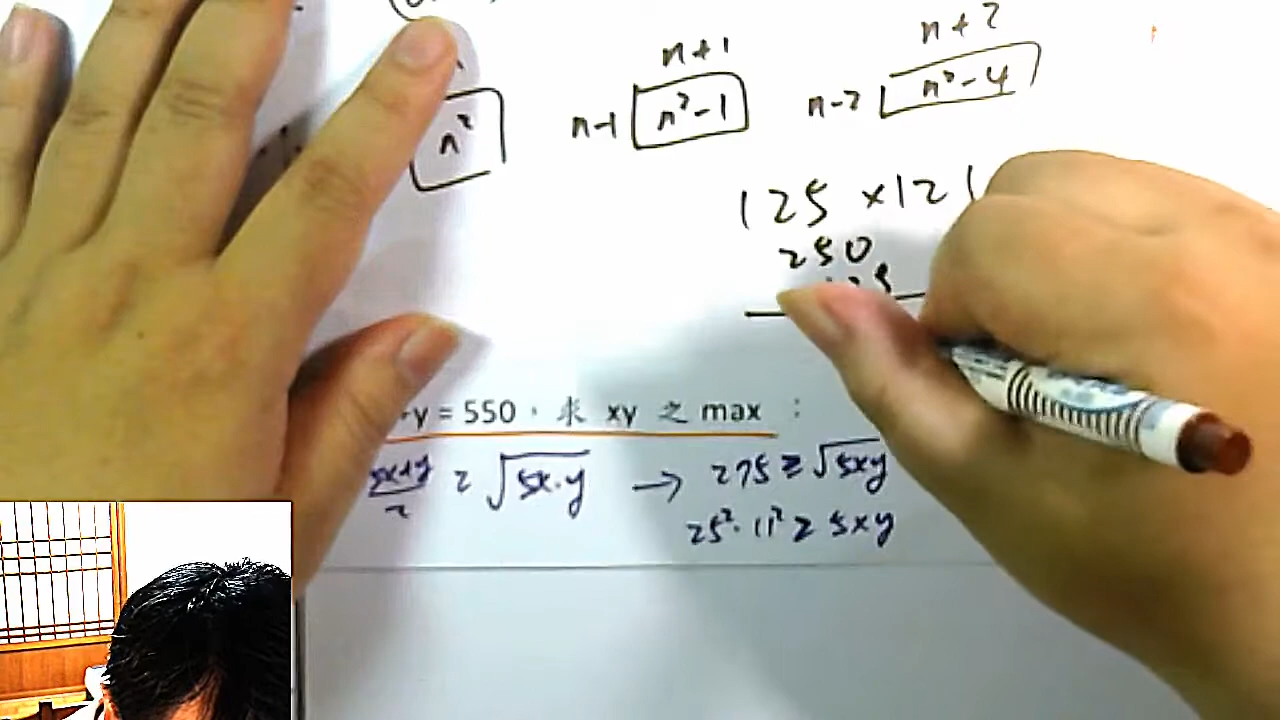 n+1
n+2
n²
n-1
n²-1
n-2
n²-4
125 ×121
250
y = 550，求 xy 之 max：
5x+y
2
≥ √5x·y → 275 ≥ √5xy
25²·11² ≥ 5xy